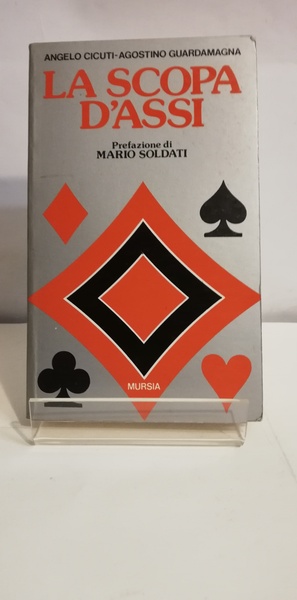 ANGELO CICUTI-AGOSTINO GUARDAMAGNA
LA SCOPA
D'ASSI
Prefazione di
MARIO SOLDATI
MURSIA